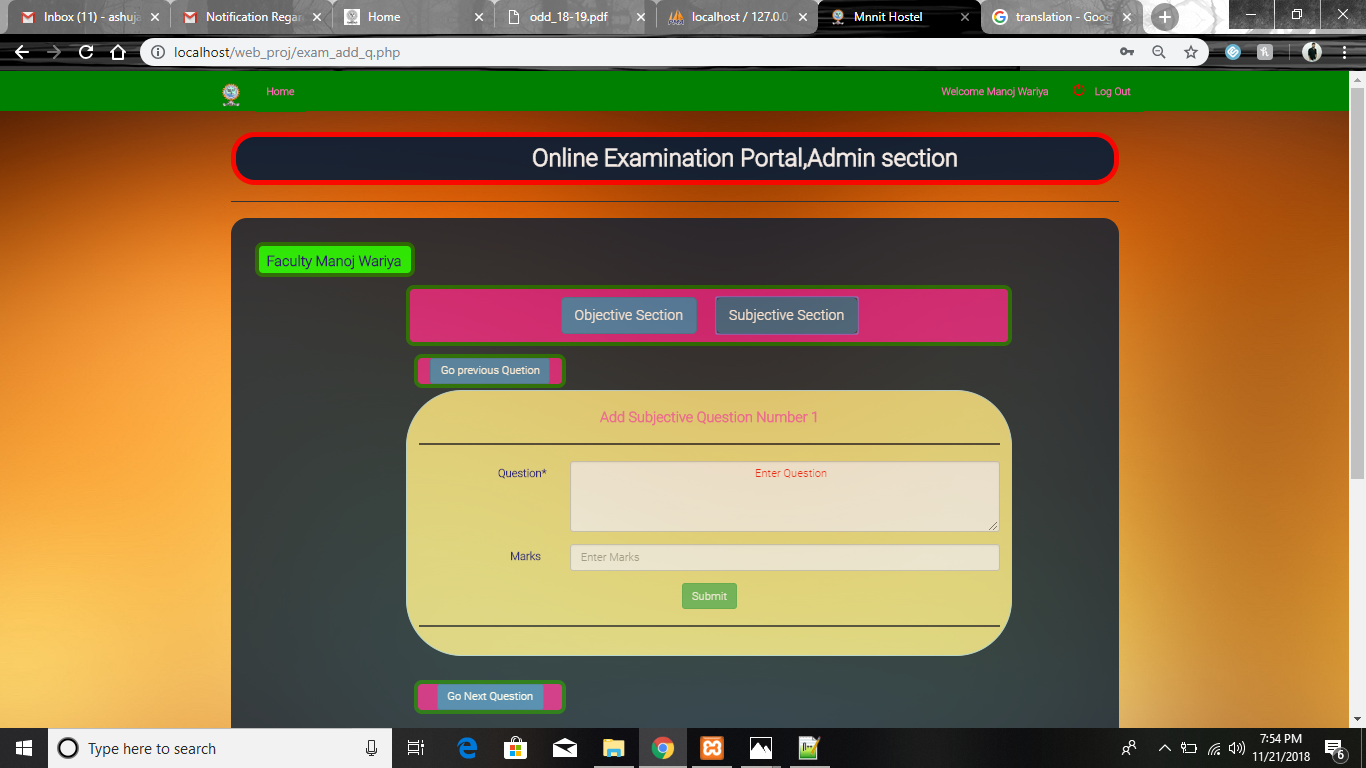 Inbox (11) - ashuja
Notification Regar
Home
odd_18-19.pdf
localhost / 127.0.0
Mnnit Hostel
translation - Goog
localhost/web_proj/exam_add_q.php
Home
Welcome Manoj Wariya
Log Out
Online Examination Portal,Admin section
Faculty Manoj Wariya
Objective Section
Subjective Section
Go previous Quetion
Add Subjective Question Number 1
Question*
Enter Question
Marks
Enter Marks
Submit
Go Next Question
Type here to search
7:54 PM
11/21/2018
6